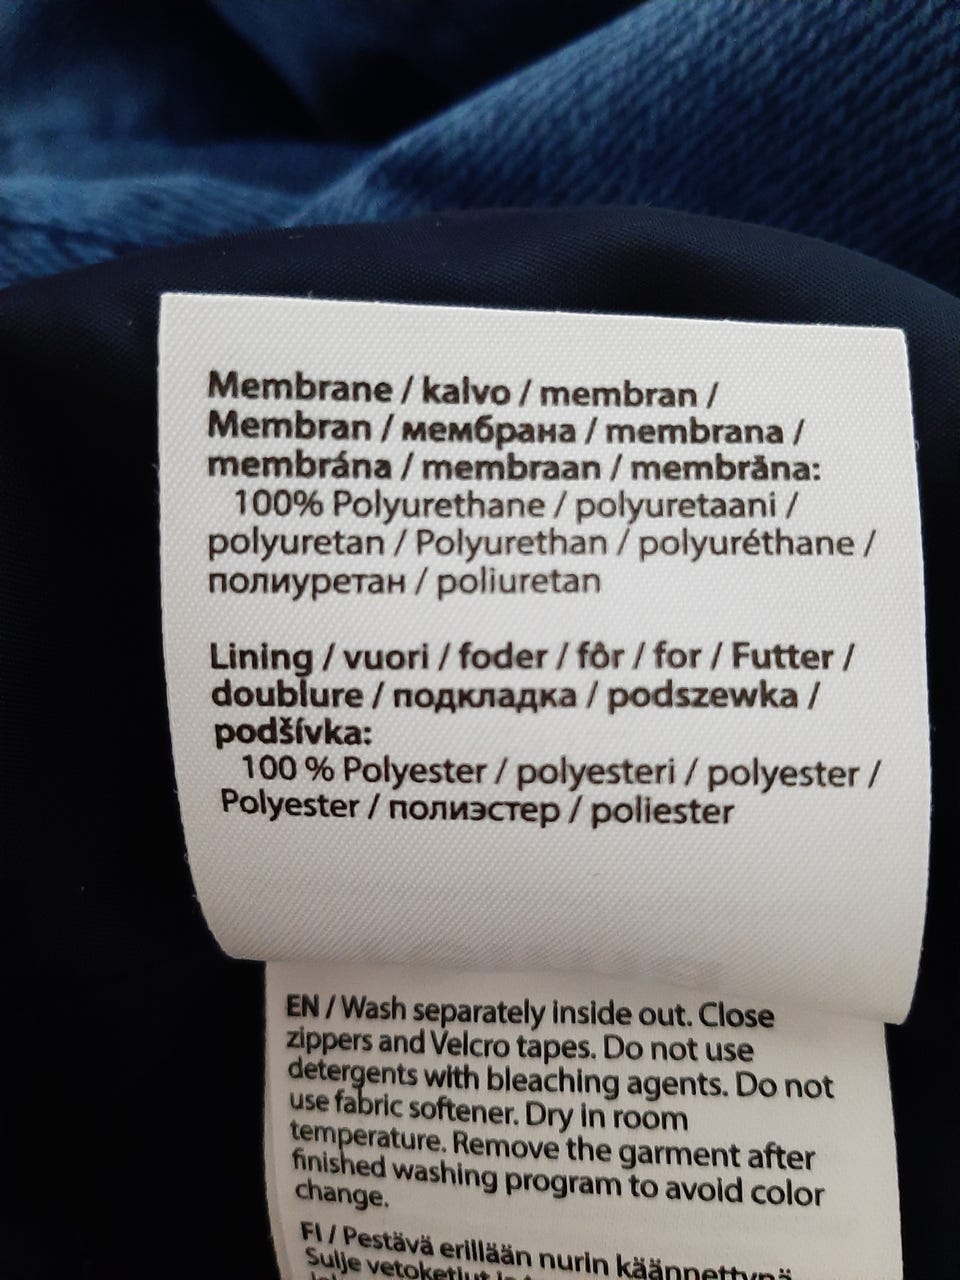 Membrane / kalvo / membran /
Membran / мембрана / membrana /
membrána / membraan / membrăna:
100% Polyurethane / polyuretaani /
polyuretan / Polyurethan / polyuréthane /
полиуретан / poliuretan
Lining / vuori / foder / fôr / for / Futter /
doublure / подкладка / podszewka /
podšívka:
100 % Polyester / polyesteri / polyester /
Polyester / полиэстер / poliester
EN / Wash separately inside out. Close
zippers and Velcro tapes. Do not use
detergents with bleaching agents. Do not
use fabric softener. Dry in room
temperature. Remove the garment after
finished washing program to avoid color
change.
FI / Pestävä erillään nurin käännettynä
Sulje vetoketjut